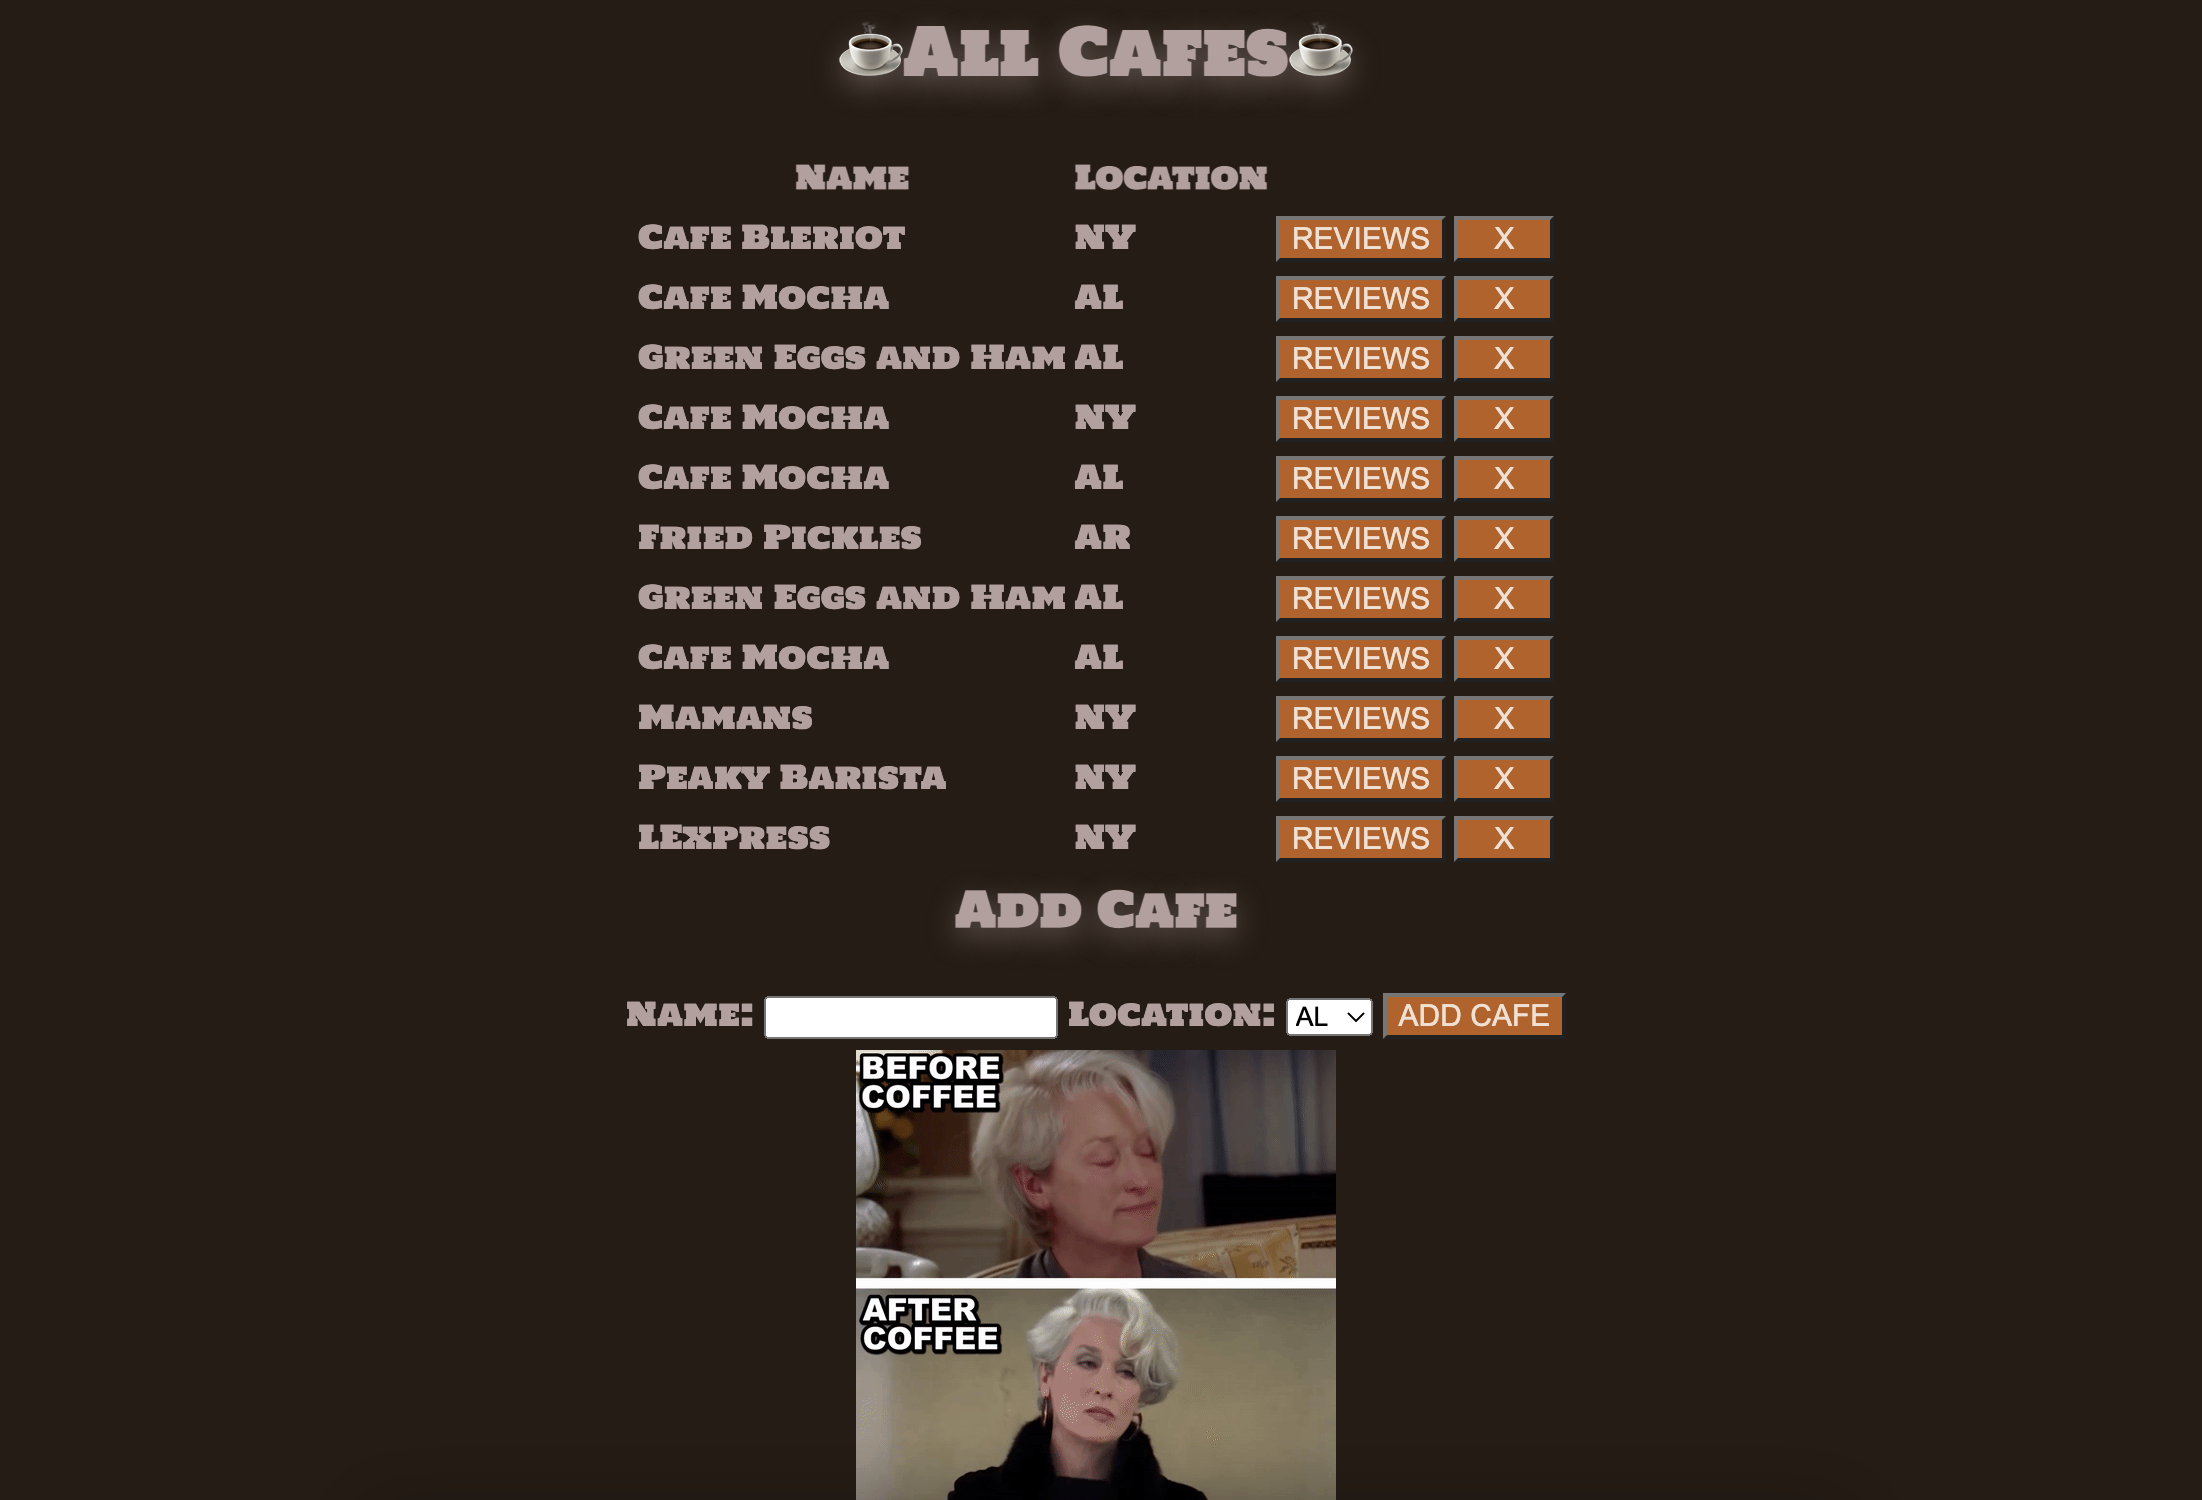 All Cafes
Name Location
Cafe Bleriot NY REVIEWS X
Cafe Mocha AL REVIEWS X
Green Eggs and Ham AL REVIEWS X
Cafe Mocha NY REVIEWS X
Cafe Mocha AL REVIEWS X
Fried Pickles AR REVIEWS X
Green Eggs and Ham AL REVIEWS X
Cafe Mocha AL REVIEWS X
Mamans NY REVIEWS X
Peaky Barista NY REVIEWS X
LExpress NY REVIEWS X
Add Cafe
Name: Location: AL ADD CAFE
BEFORE
COFFEE
AFTER
COFFEE